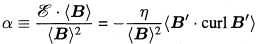 α ≡ 𝓔 · ⟨B⟩ / ⟨B⟩² = − η / ⟨B⟩² ⟨B′ · curl B′⟩